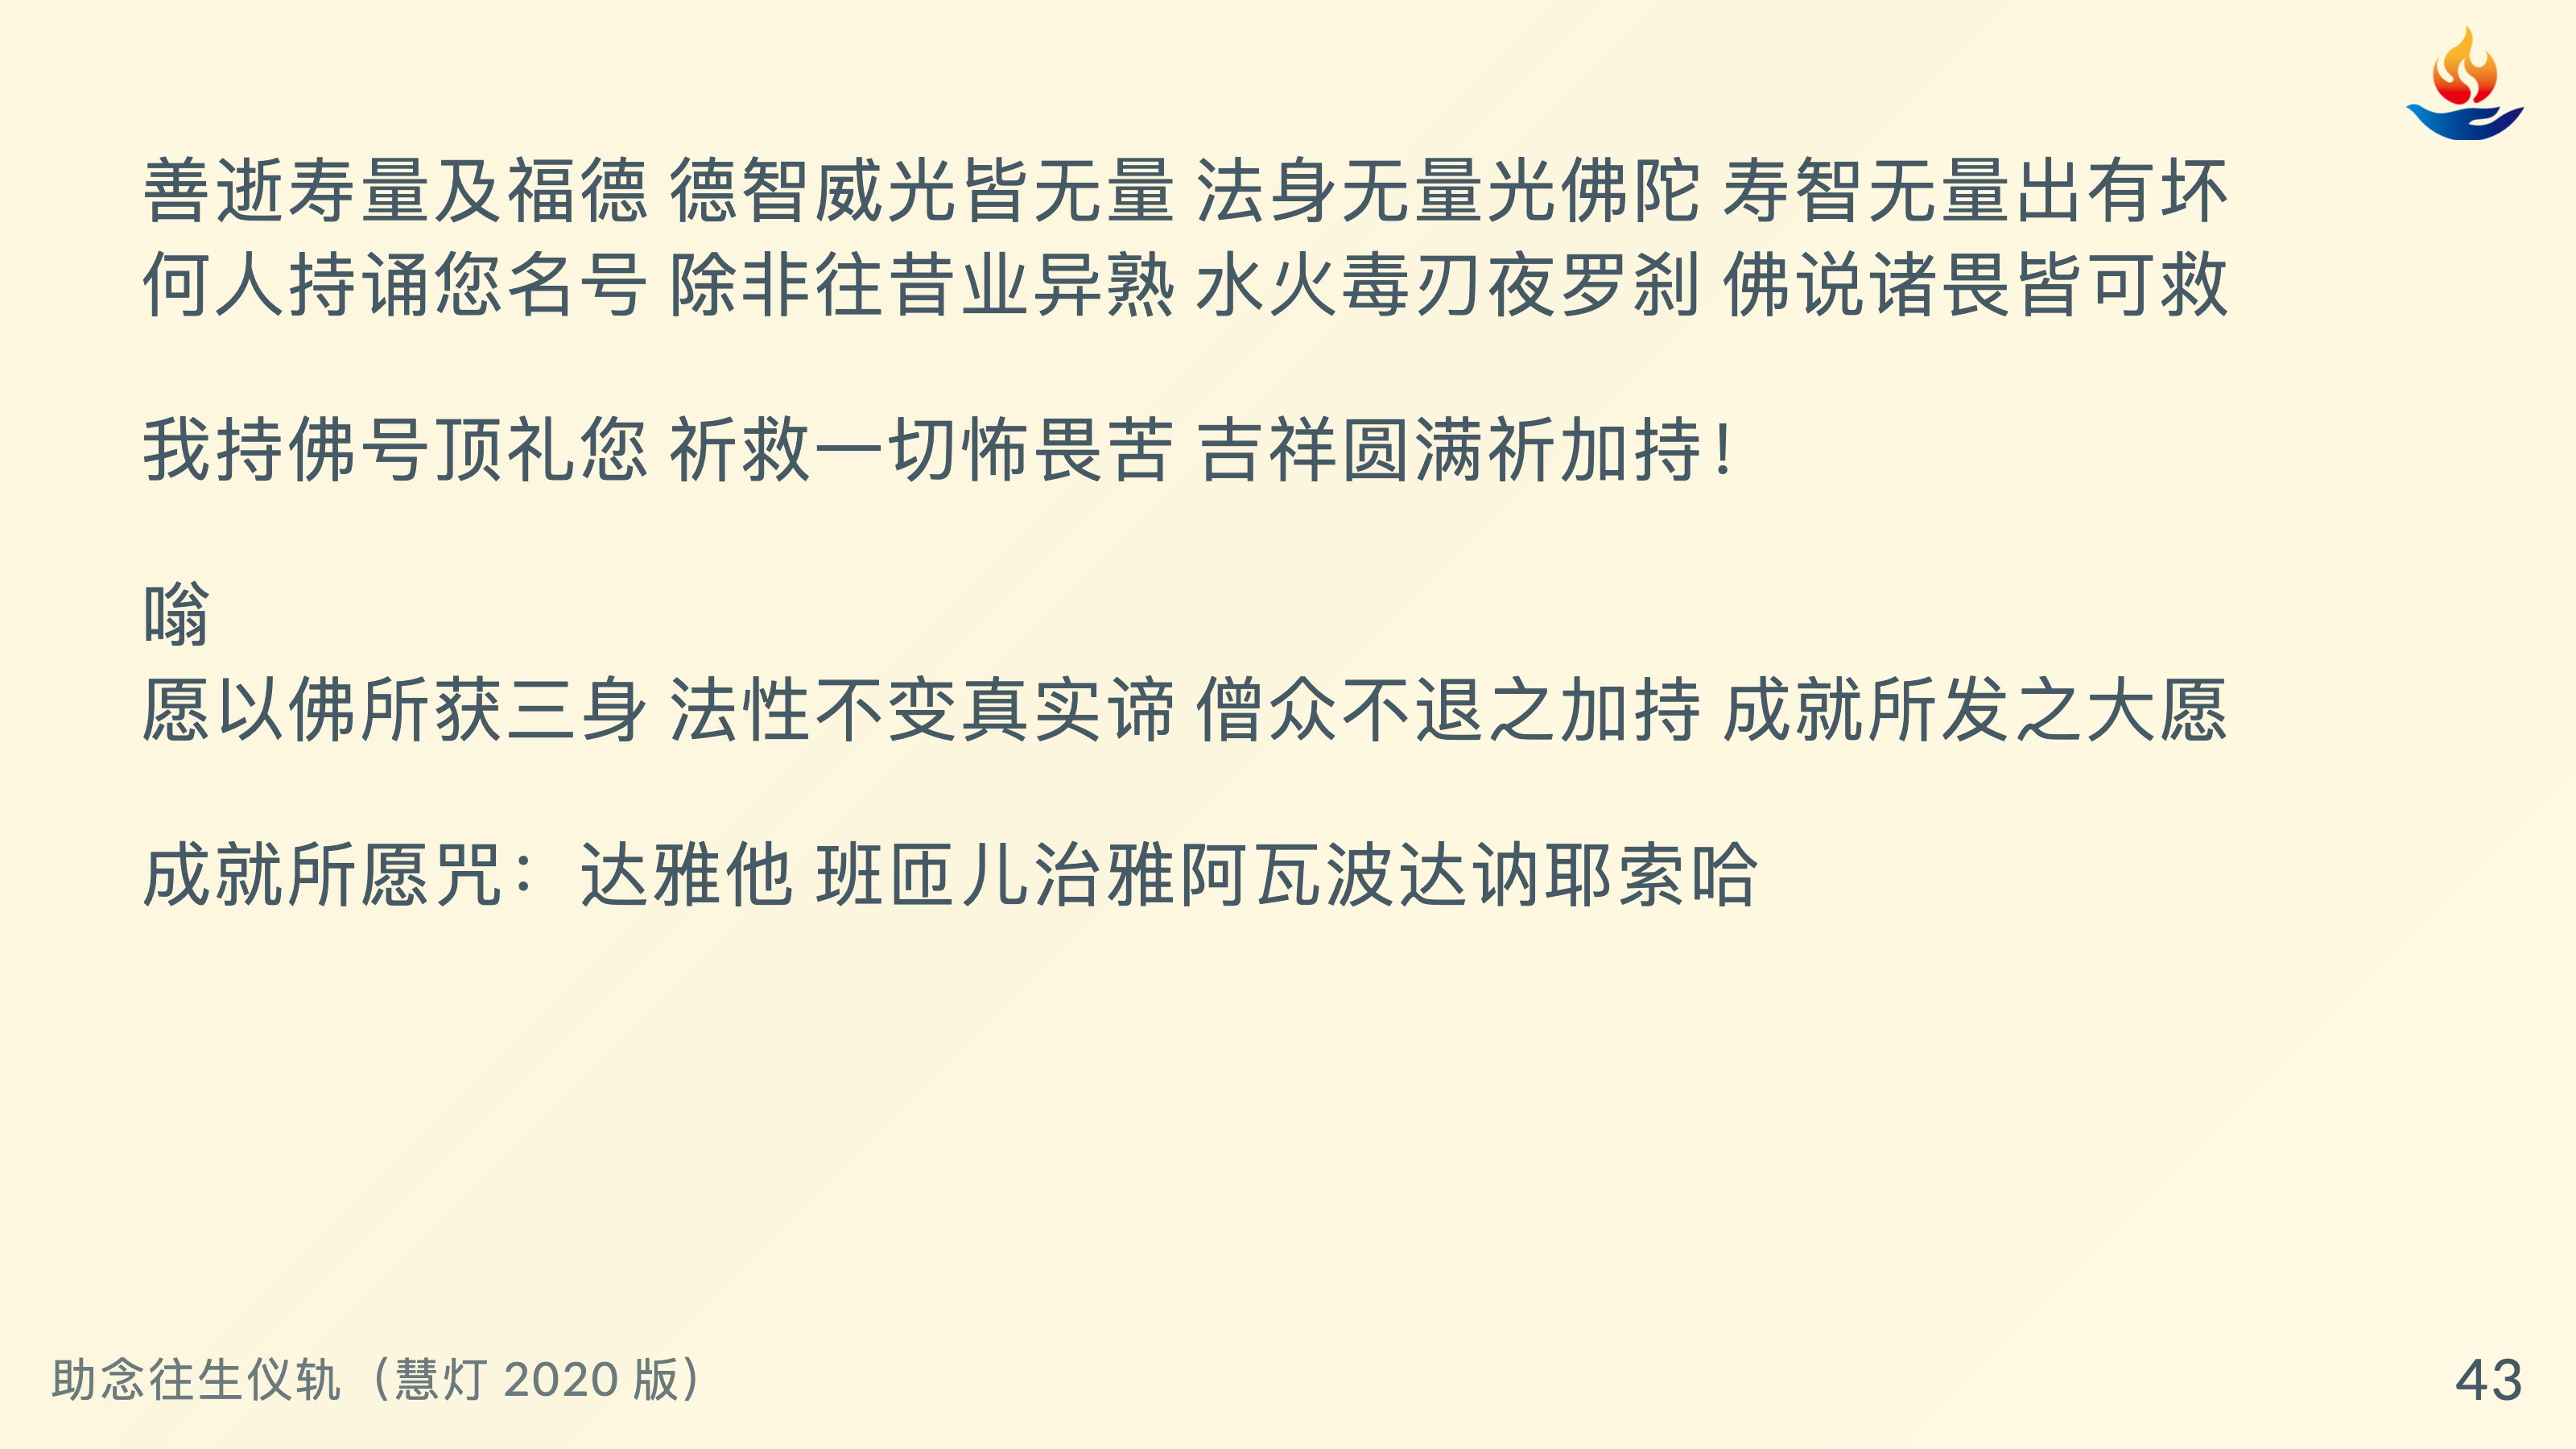 善逝寿量及福德 德智威光皆无量 法身无量光佛陀 寿智无量出有坏
何人持诵您名号 除非往昔业异熟 水火毒刃夜罗刹 佛说诸畏皆可救
我持佛号顶礼您 祈救一切怖畏苦 吉祥圆满祈加持！
嗡
愿以佛所获三身 法性不变真实谛 僧众不退之加持 成就所发之大愿
成就所愿咒： 达雅他 班匝儿治雅阿瓦波达讷耶索哈
助念往生仪轨（慧灯 2020 版）
43